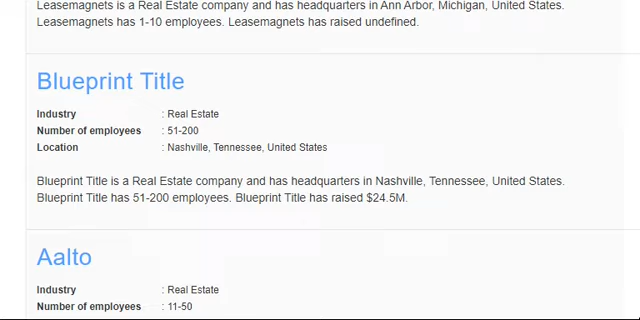 Leasemagnets is a Real Estate company and has headquarters in Ann Arbor, Michigan, United States.
Leasemagnets has 1-10 employees. Leasemagnets has raised undefined.
Blueprint Title
Industry : Real Estate
Number of employees : 51-200
Location : Nashville, Tennessee, United States
Blueprint Title is a Real Estate company and has headquarters in Nashville, Tennessee, United States.
Blueprint Title has 51-200 employees. Blueprint Title has raised $24.5M.
Aalto
Industry : Real Estate
Number of employees : 11-50